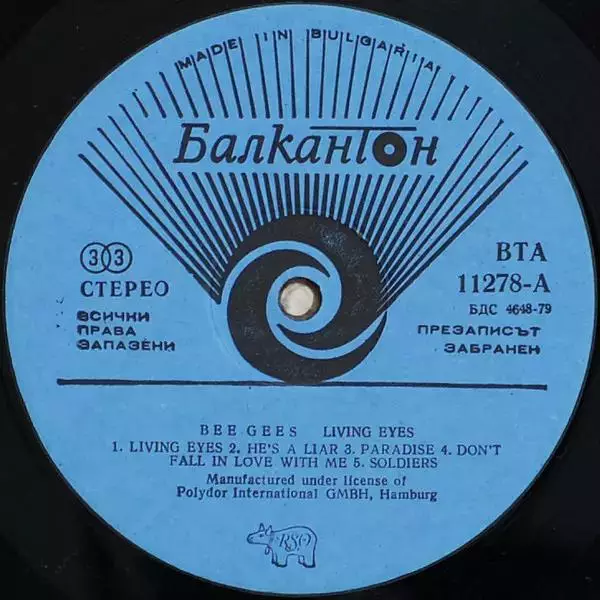 MADE IN BULGARIA
Балкантон
33
СТЕРЕО
ВСИЧКИ
ПРАВА
ЗАПАЗЕНИ
ВТА
11278-А
БДС 4648-79
ПРЕЗАПИСЪТ
ЗАБРАНЕН
BEE GEES LIVING EYES
1. LIVING EYES 2. HE'S A LIAR 3. PARADISE 4. DON'T
FALL IN LOVE WITH ME 5. SOLDIERS
Manufactured under license of
Polydor International GMBH, Hamburg
RSO